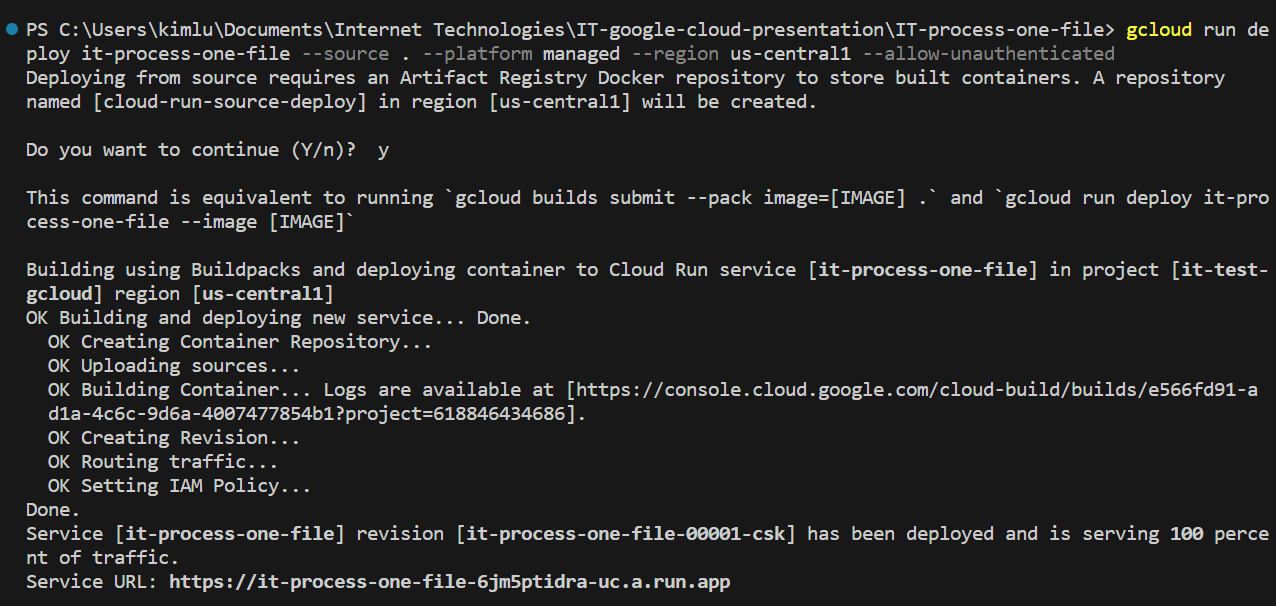 PS C:\Users\kimlu\Documents\Internet Technologies\IT-google-cloud-presentation\IT-process-one-file> gcloud run de
ploy it-process-one-file --source . --platform managed --region us-central1 --allow-unauthenticated
Deploying from source requires an Artifact Registry Docker repository to store built containers. A repository
named [cloud-run-source-deploy] in region [us-central1] will be created.

Do you want to continue (Y/n)?  y

This command is equivalent to running `gcloud builds submit --pack image=[IMAGE] .` and `gcloud run deploy it-pro
cess-one-file --image [IMAGE]`

Building using Buildpacks and deploying container to Cloud Run service [it-process-one-file] in project [it-test-
gcloud] region [us-central1]
OK Building and deploying new service... Done.
  OK Creating Container Repository...
  OK Uploading sources...
  OK Building Container... Logs are available at [https://console.cloud.google.com/cloud-build/builds/e566fd91-a
  d1a-4c6c-9d6a-4007477854b1?project=618846434686].
  OK Creating Revision...
  OK Routing traffic...
  OK Setting IAM Policy...
Done.
Service [it-process-one-file] revision [it-process-one-file-00001-csk] has been deployed and is serving 100 perce
nt of traffic.
Service URL: https://it-process-one-file-6jm5ptidra-uc.a.run.app